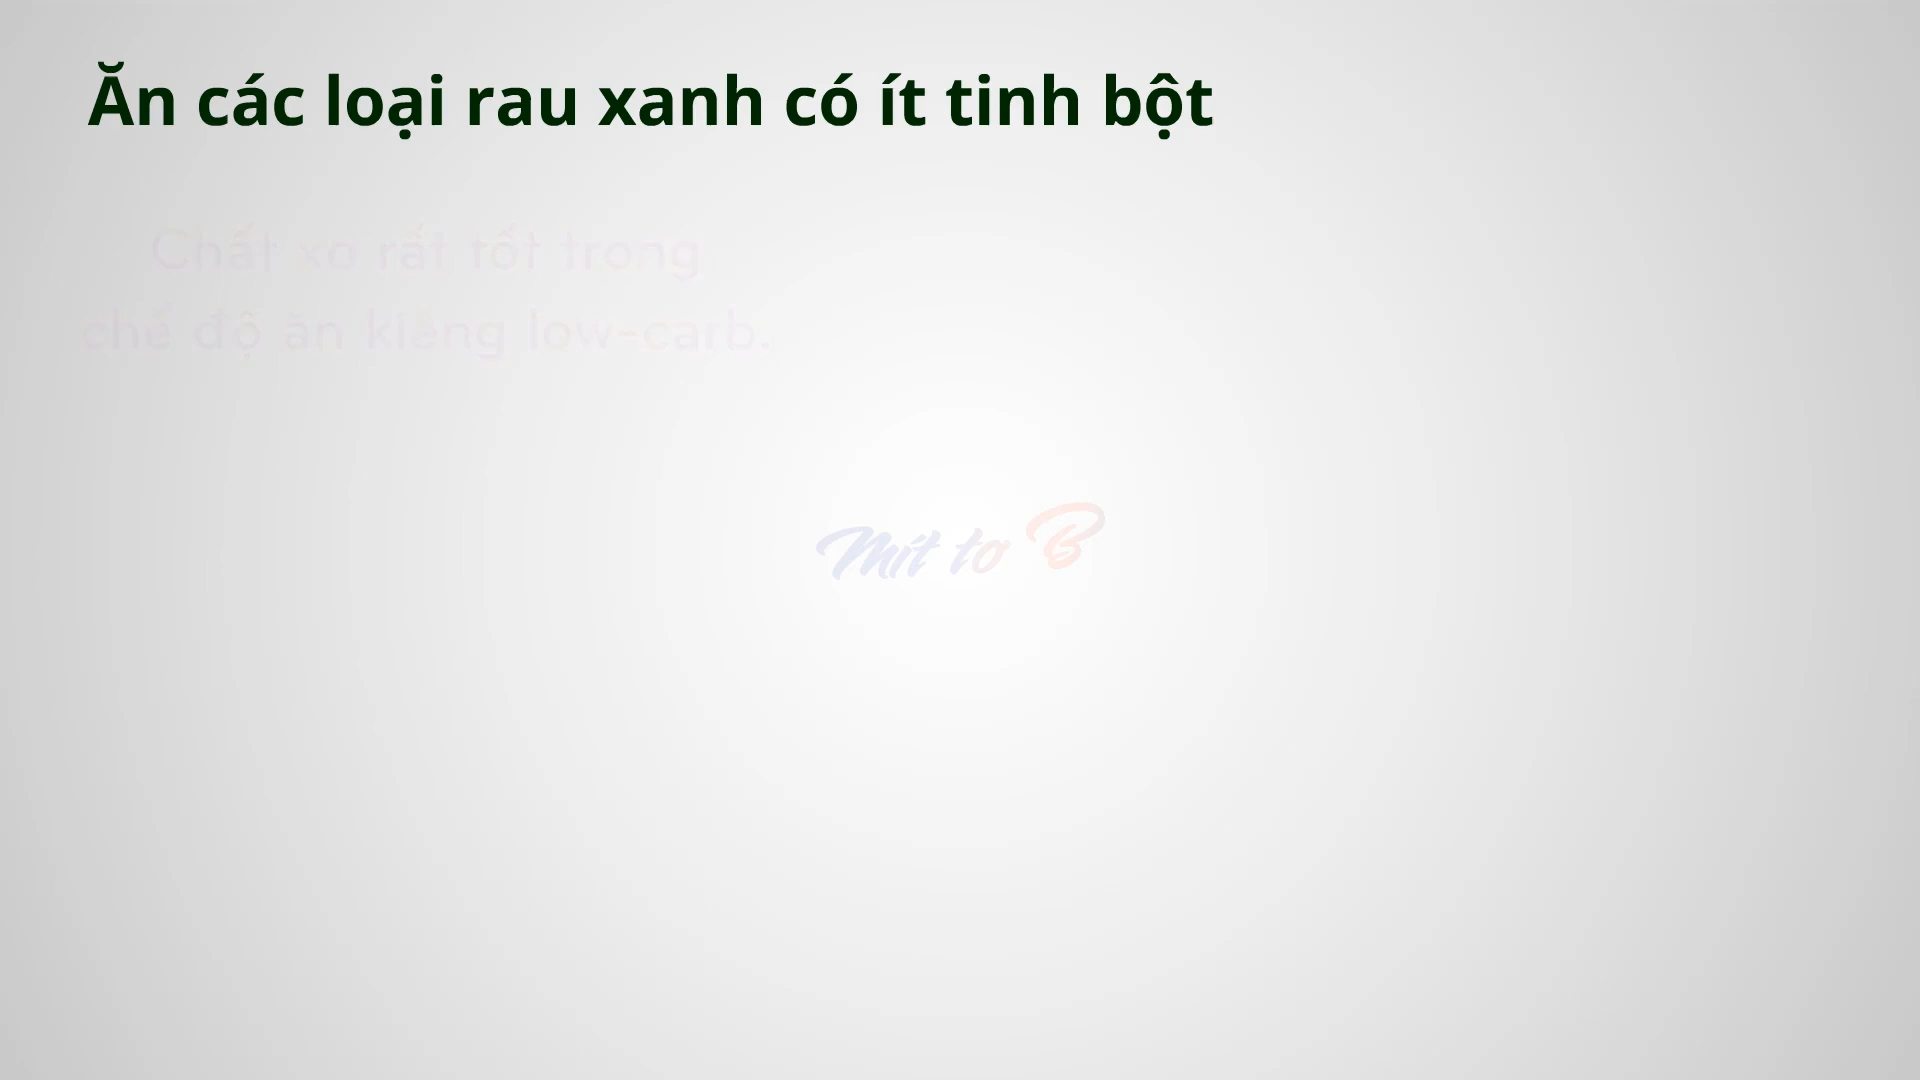 Ăn các loại rau xanh có ít tinh bột
Chất xơ rất tốt trong
chế độ ăn kiêng low-carb.
Mít tơ B